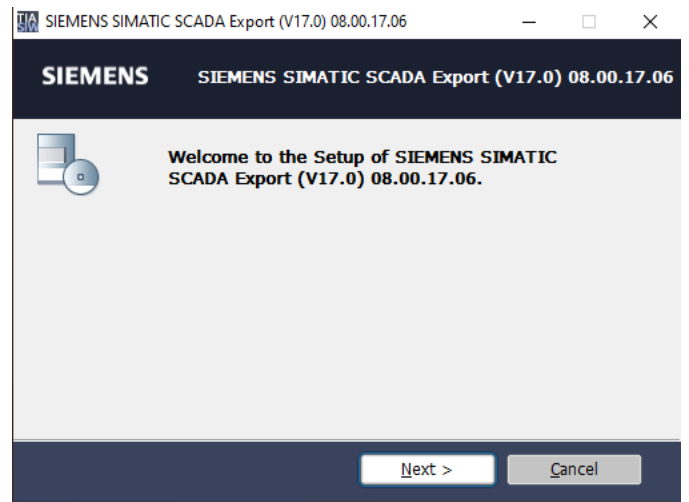 SIEMENS SIMATIC SCADA Export (V17.0) 08.00.17.06
SIEMENS SIEMENS SIMATIC SCADA Export (V17.0) 08.00.17.06
Welcome to the Setup of SIEMENS SIMATIC
SCADA Export (V17.0) 08.00.17.06.
Next > Cancel